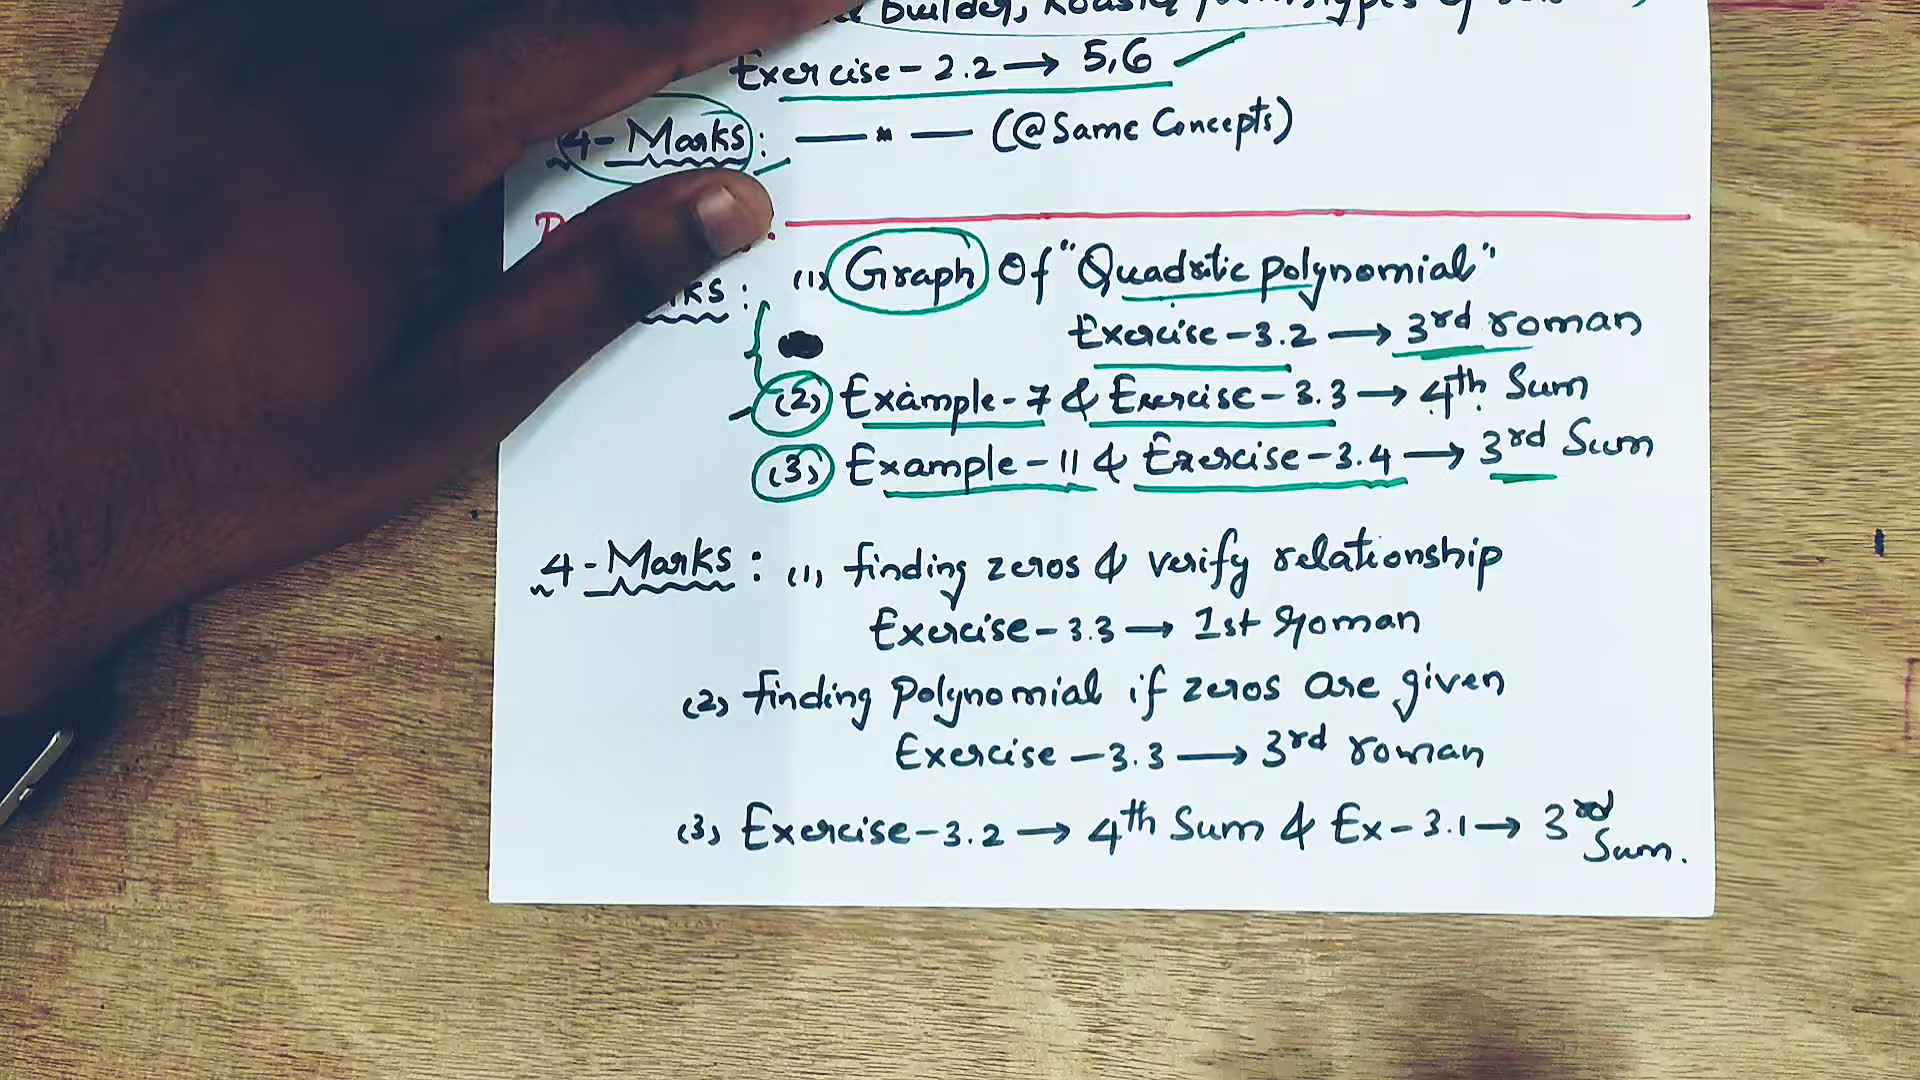 Builder, Roaster
Exercise - 2.2 → 5,6 ✓
4-Marks: —— * —— (@ Same Concepts)
ks: (1) Graph Of "Quadratic polynomial"
Exercise - 3.2 → 3rd roman
(2) Example - 7 & Exercise - 3.3 → 4th Sum
(3) Example - 11 & Exercise - 3.4 → 3rd Sum
4-Marks: (1) finding zeros & verify relationship
Exercise - 3.3 → 1st roman
(2) finding polynomial if zeros are given
Exercise - 3.3 → 3rd roman
(3) Exercise - 3.2 → 4th Sum & Ex - 3.1 → 3rd
Sum.